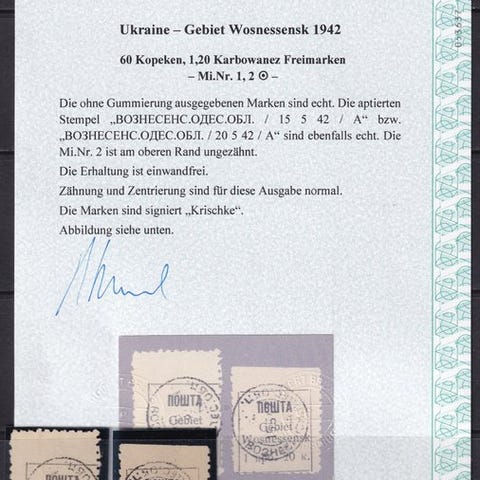 Ukraine – Gebiet Wosnessensk 1942
60 Kopeken, 1,20 Karbowanez Freimarken
– Mi.Nr. 1, 2 ⊙ –
Die ohne Gummierung ausgegebenen Marken sind echt. Die aptierten
Stempel „ВОЗНЕСЕНС.ОДЕС.ОБЛ. / 15 5 42 / А“ bzw.
„ВОЗНЕСЕНС.ОДЕС.ОБЛ. / 20 5 42 / А“ sind ebenfalls echt. Die
Mi.Nr. 2 ist am oberen Rand ungezähnt.
Die Erhaltung ist einwandfrei.
Zähnung und Zentrierung sind für diese Ausgabe normal.
Die Marken sind signiert „Krischke“.
Abbildung siehe unten.
ПОШТА
Gebiet
ПОШТА
Gebiet
Wosnessensk
20 к.